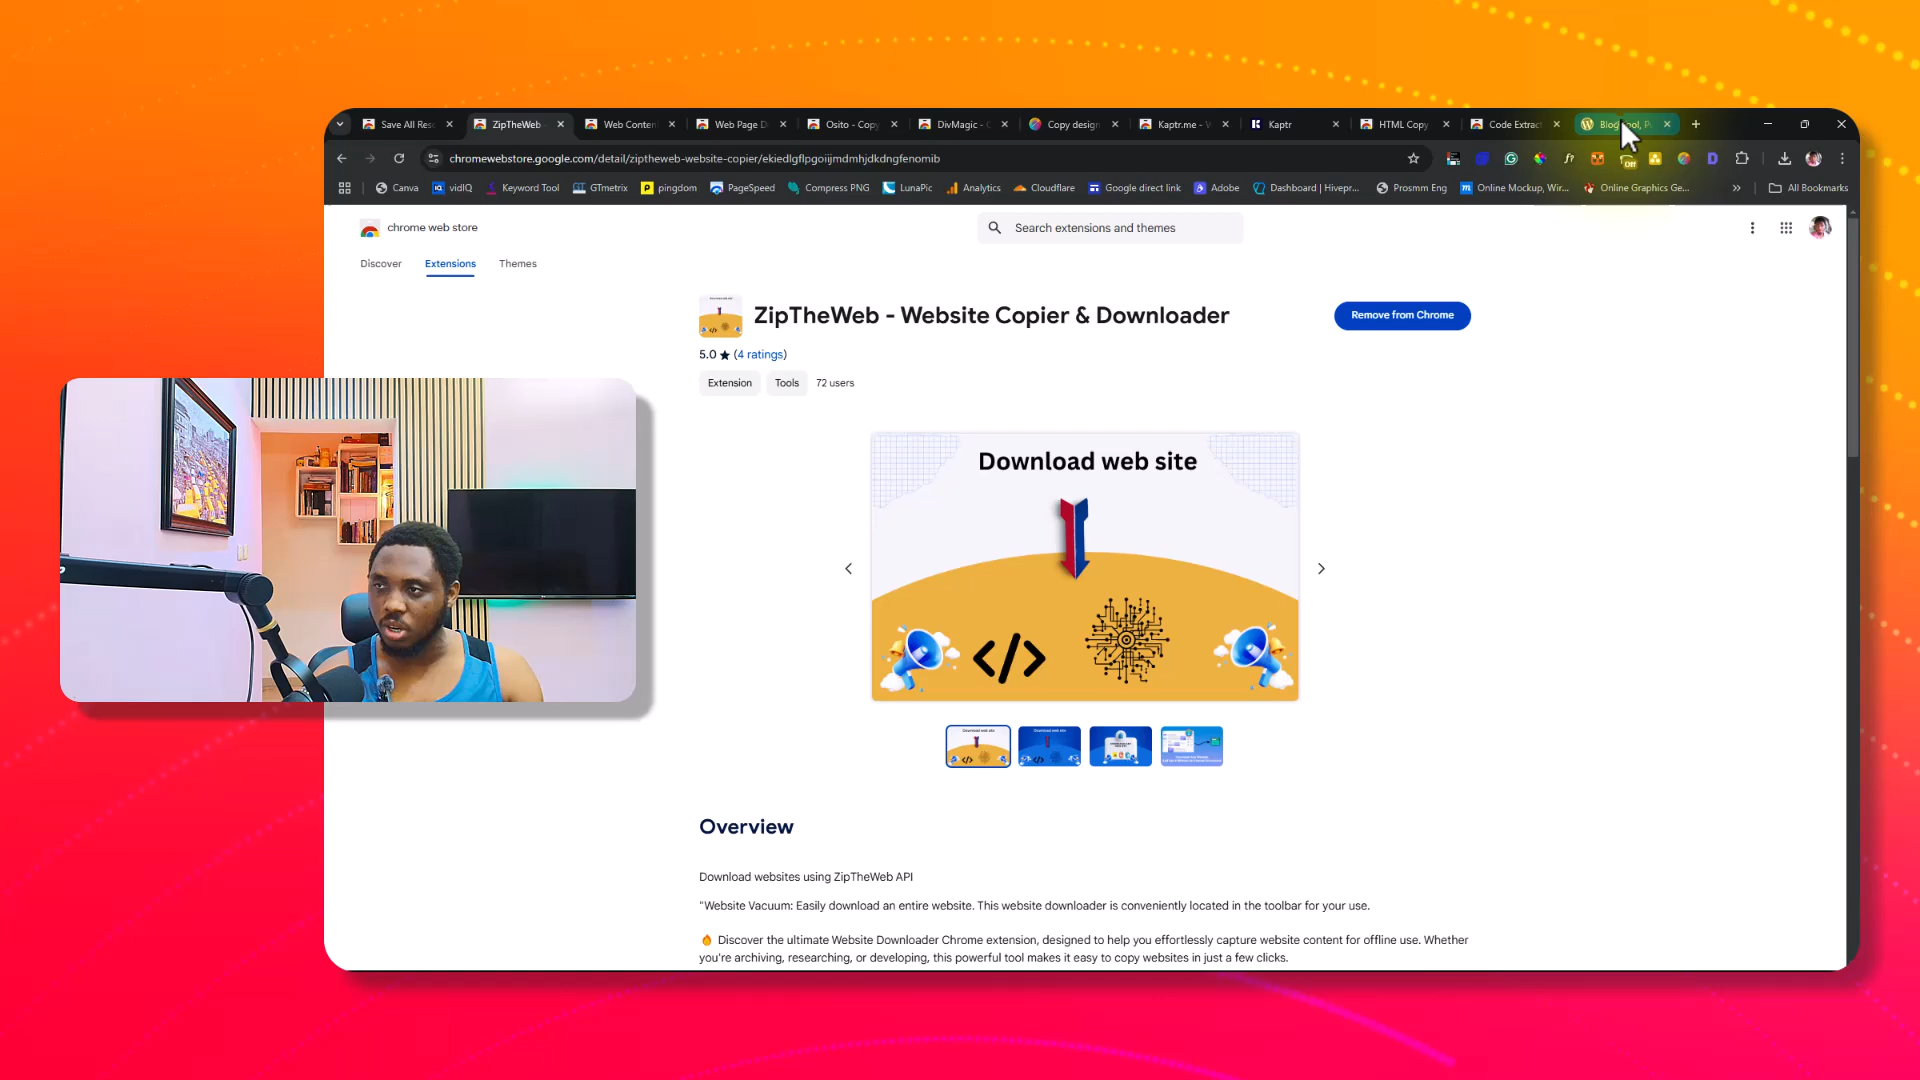 Save All Res
ZipTheWeb -
Web Conten
Web Page D
Osito - Copy
DivMagic - C
Copy design
Kaptr.me - W
Kaptr
HTML Copy
Code Extract
chromewebstore.google.com/detail/ziptheweb-website-copier/ekiedlgflpgoiijmdmhjdkdngfenomib
Off
Canva
vidIQ
Keyword Tool
GTmetrix
pingdom
PageSpeed
Compress PNG
LunaPic
Analytics
Cloudflare
Google direct link
Adobe
Dashboard | Hivepr...
Prosmm Eng
Online Mockup, Wir...
Online Graphics Ge...
All Bookmarks
chrome web store
Search extensions and themes
Discover
Extensions
Themes
ZipTheWeb - Website Copier & Downloader
Remove from Chrome
5.0 ★ (4 ratings)
Extension
Tools
72 users
Download web site
</>
Overview
Download websites using ZipTheWeb API
"Website Vacuum: Easily download an entire website. This website downloader is conveniently located in the toolbar for your use.
🔥 Discover the ultimate Website Downloader Chrome extension, designed to help you effortlessly capture website content for offline use. Whether
you're archiving, researching, or developing, this powerful tool makes it easy to copy websites in just a few clicks.